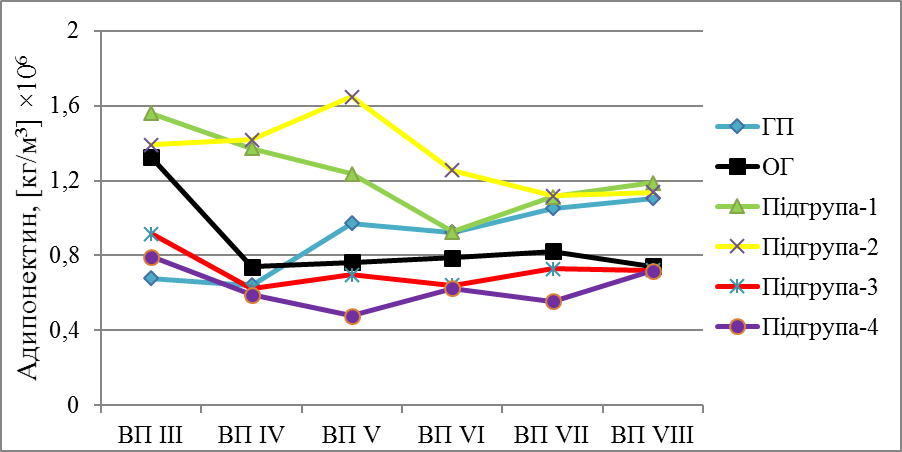 Адипонектин, [кг/м³] ×10⁶
2
1,6
1,2
0,8
0,4
0
ВП III ВП IV ВП V ВП VI ВП VII ВП VIII
ГП
ОГ
Підгрупа-1
Підгрупа-2
Підгрупа-3
Підгрупа-4